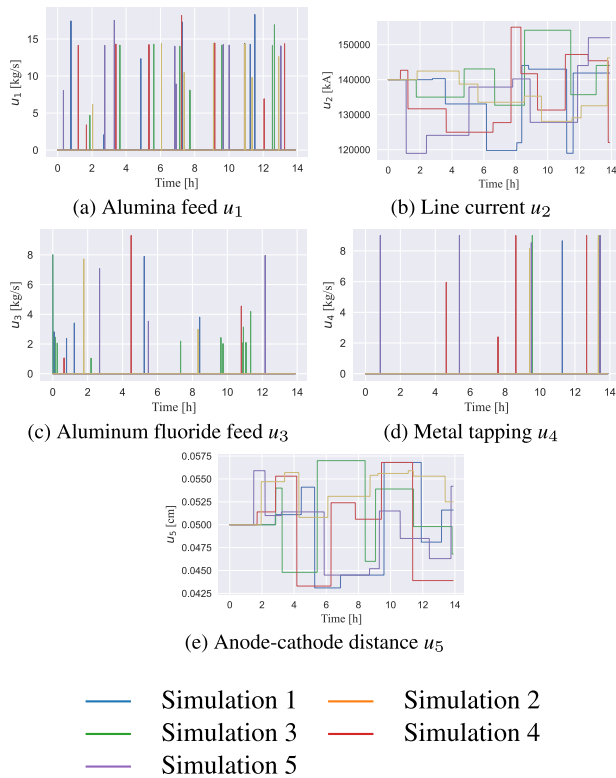 u1 [kg/s]
15
10
5
0
0 2 4 6 8 10 12 14
Time [h]
(a) Alumina feed u1
u2 [kA]
150000
140000
130000
120000
0 2 4 6 8 10 12 14
Time [h]
(b) Line current u2
u3 [kg/s]
8
6
4
2
0
0 2 4 6 8 10 12 14
Time [h]
(c) Aluminum fluoride feed u3
u4 [kg/s]
8
6
4
2
0
0 2 4 6 8 10 12 14
Time [h]
(d) Metal tapping u4
u5 [cm]
0.0575
0.0550
0.0525
0.0500
0.0475
0.0450
0.0425
0 2 4 6 8 10 12 14
Time [h]
(e) Anode-cathode distance u5
Simulation 1 Simulation 2
Simulation 3 Simulation 4
Simulation 5